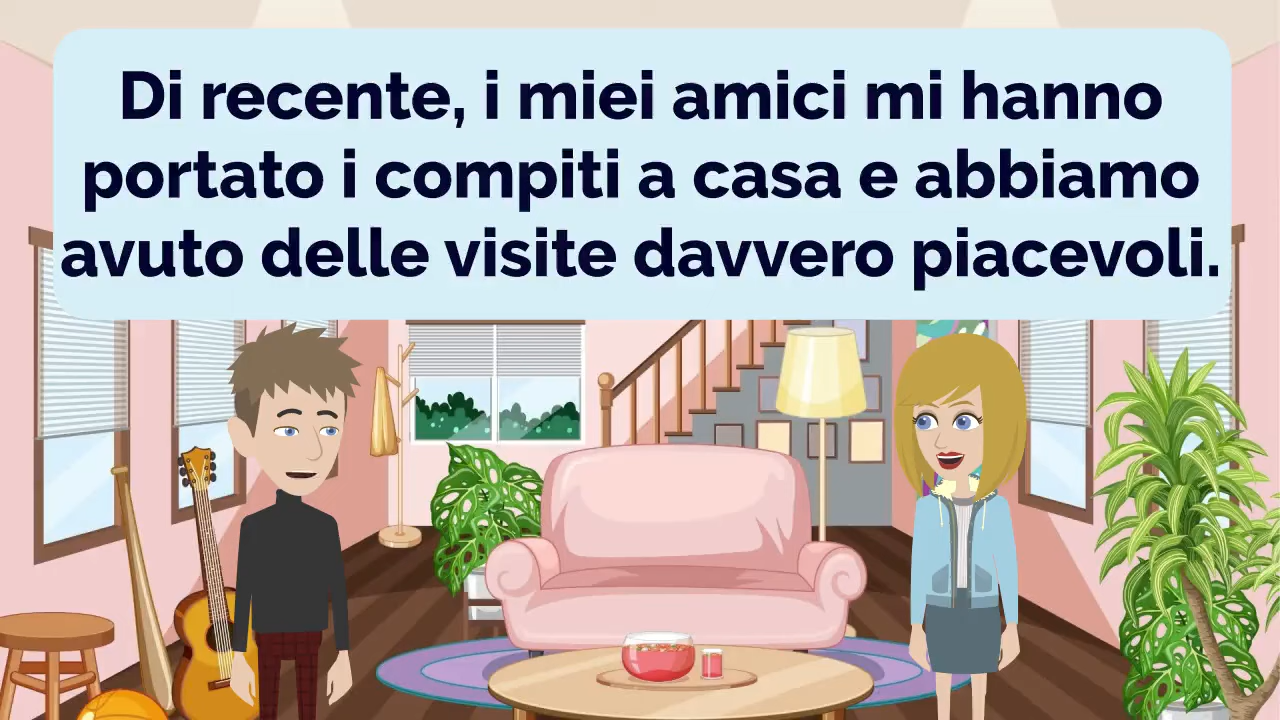 Di recente, i miei amici mi hanno
portato i compiti a casa e abbiamo
avuto delle visite davvero piacevoli.